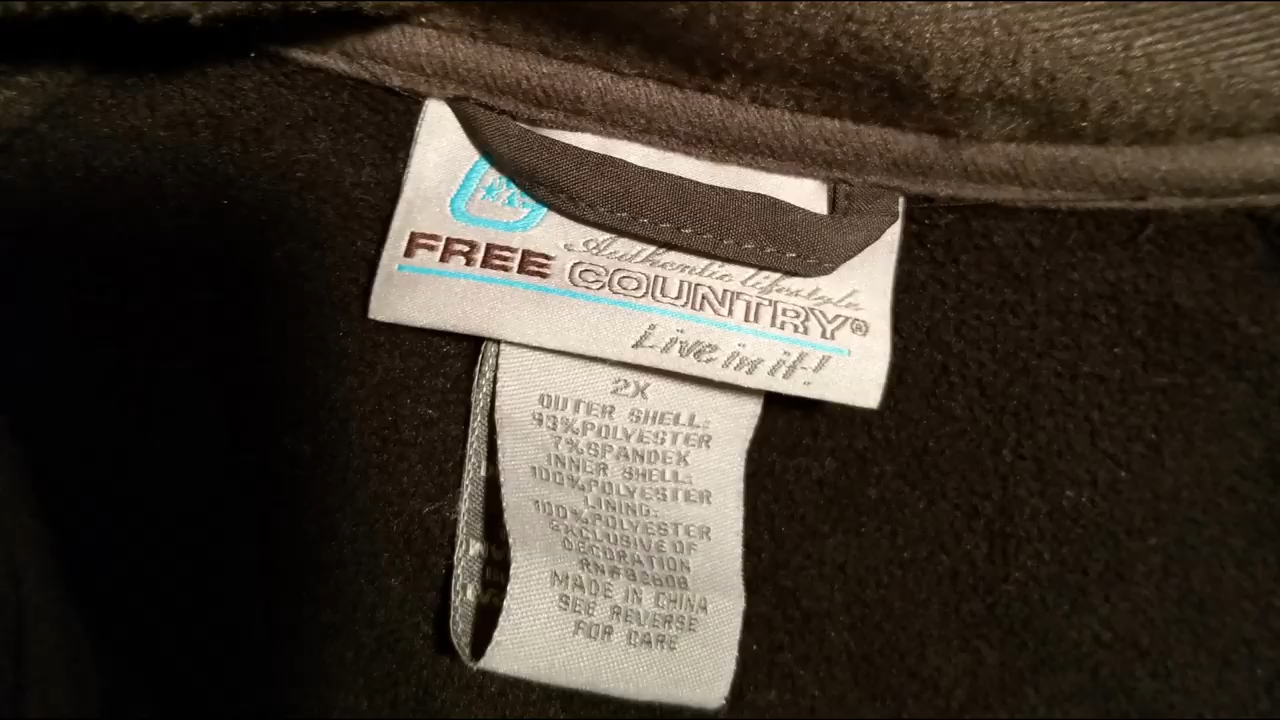 Authentic lifestyle
FREE COUNTRY®
Live in it!
2X
OUTER SHELL:
93%POLYESTER
7%SPANDEX
INNER SHELL:
100%POLYESTER
LINING:
100%POLYESTER
EXCLUSIVE OF
DECORATION
RN#82608
MADE IN CHINA
SEE REVERSE
FOR CARE